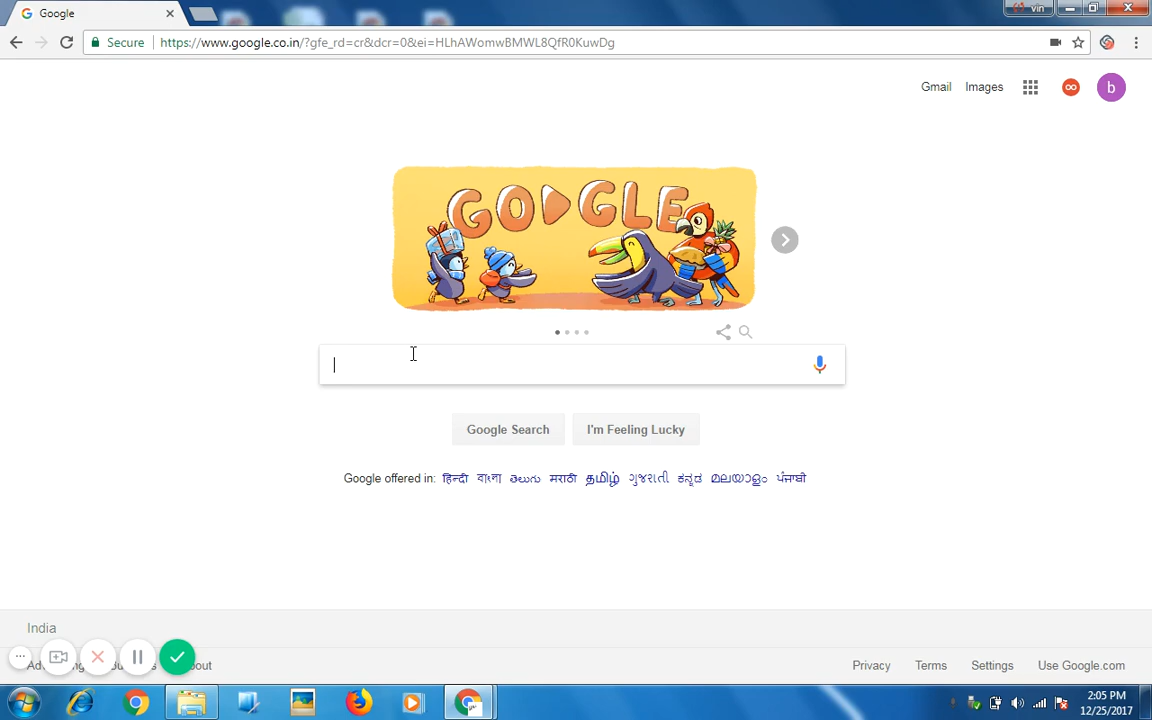 Google
vin
Secure https://www.google.co.in/?gfe_rd=cr&dcr=0&ei=HLhAWomwBMWL8QfR0KuwDg
Gmail Images b
GOOGLE
Google Search I'm Feeling Lucky
Google offered in: हिन्दी বাংলা తెలుగు मराठी தமிழ் ગુજરાતી ಕನ್ನಡ മലയാളം ਪੰਜਾਬੀ
India
Privacy Terms Settings Use Google.com
2:05 PM
12/25/2017